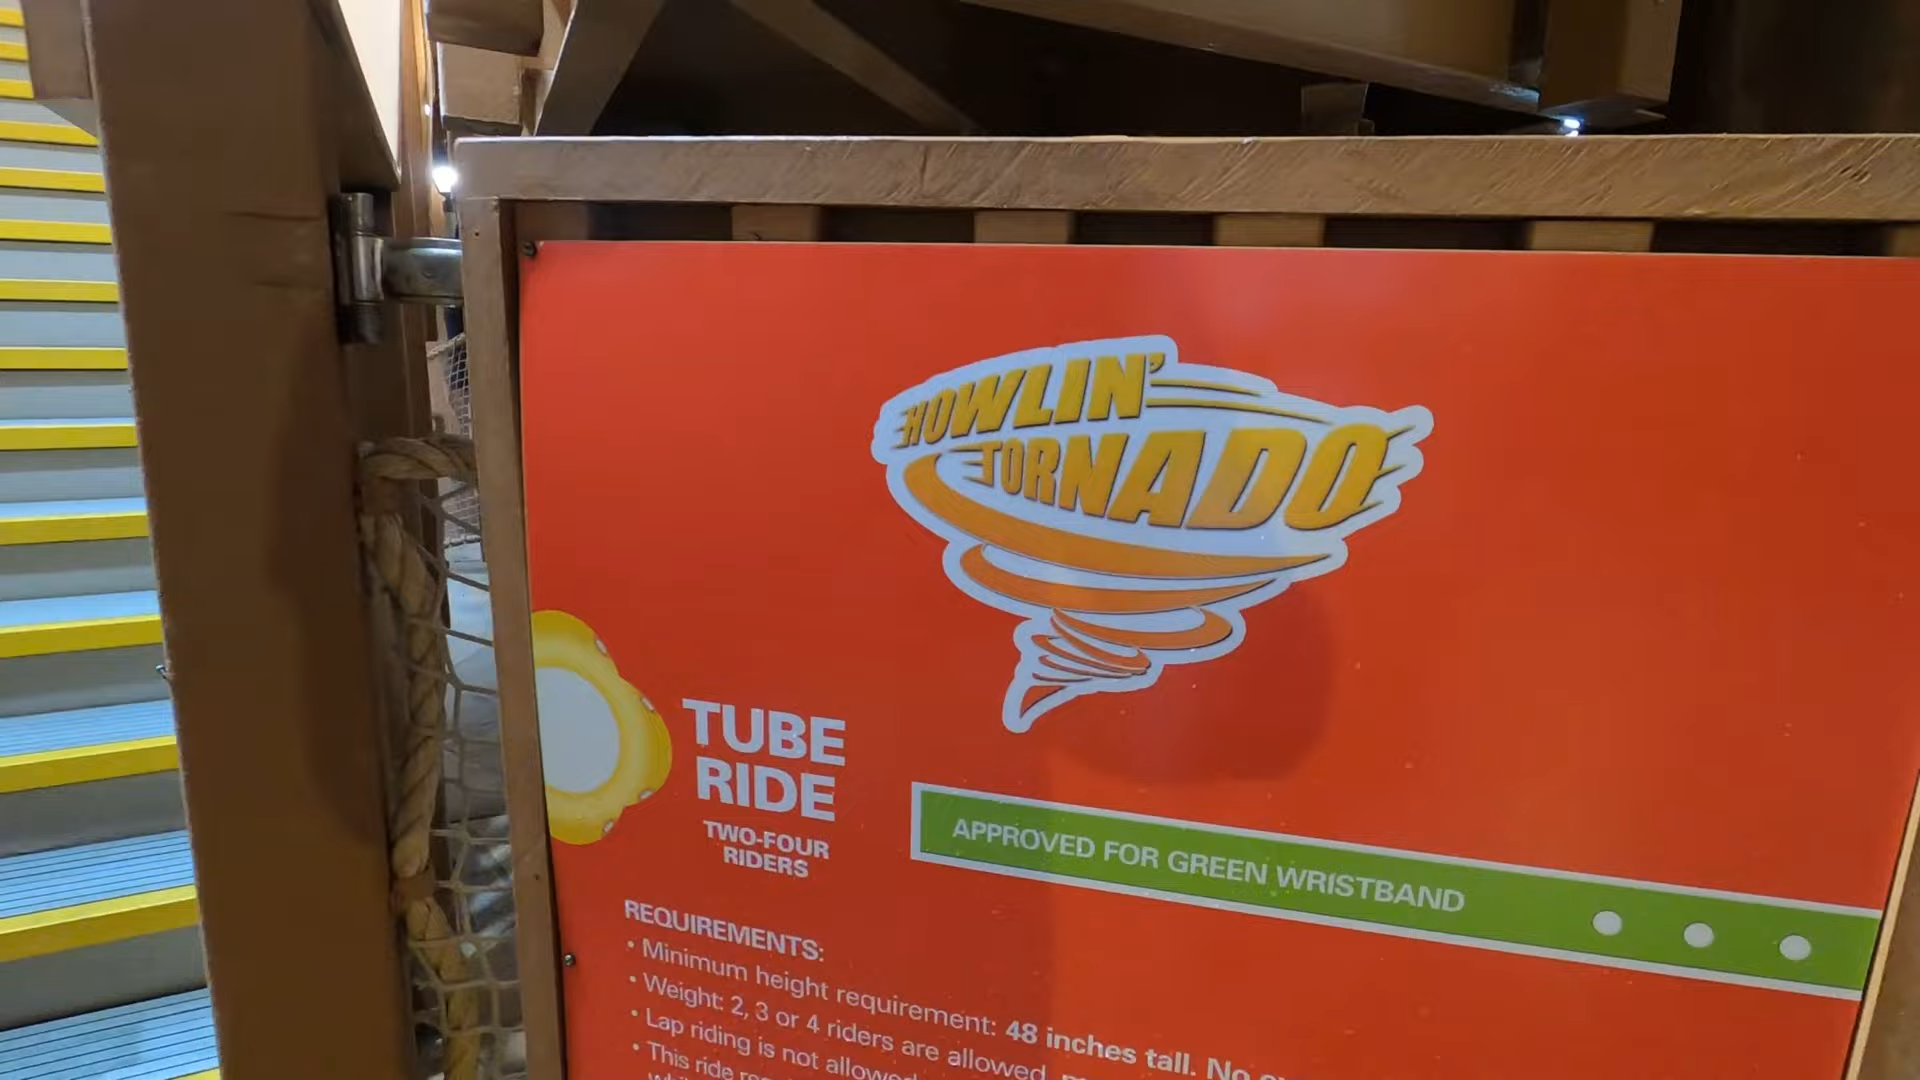 HOWLIN'
TORNADO
TUBE
RIDE
TWO-FOUR
RIDERS
APPROVED FOR GREEN WRISTBAND
REQUIREMENTS:
• Minimum height requirement: 48 inches tall. No
• Weight: 2, 3 or 4 riders are allowed,
• Lap riding is not allowed
• This ride